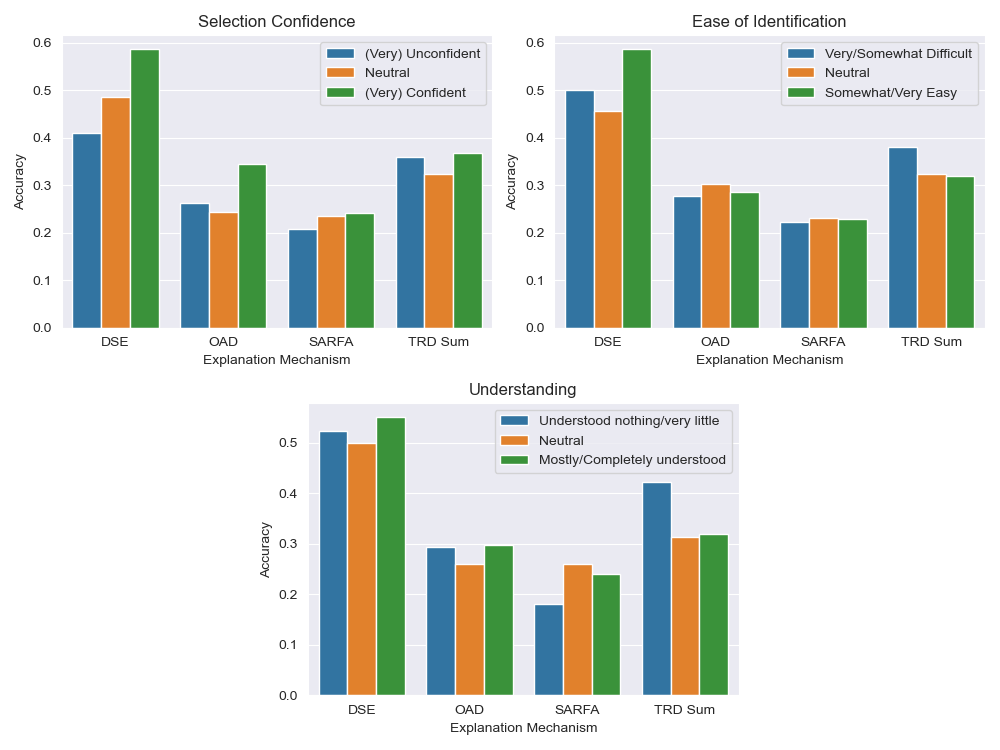 Selection Confidence
0.6
0.5
0.4
0.3
0.2
0.1
0.0
Accuracy
(Very) Unconfident
Neutral
(Very) Confident
DSE OAD SARFA TRD Sum
Explanation Mechanism
Ease of Identification
0.6
0.5
0.4
0.3
0.2
0.1
0.0
Accuracy
Very/Somewhat Difficult
Neutral
Somewhat/Very Easy
DSE OAD SARFA TRD Sum
Explanation Mechanism
Understanding
0.5
0.4
0.3
0.2
0.1
0.0
Accuracy
Understood nothing/very little
Neutral
Mostly/Completely understood
DSE OAD SARFA TRD Sum
Explanation Mechanism